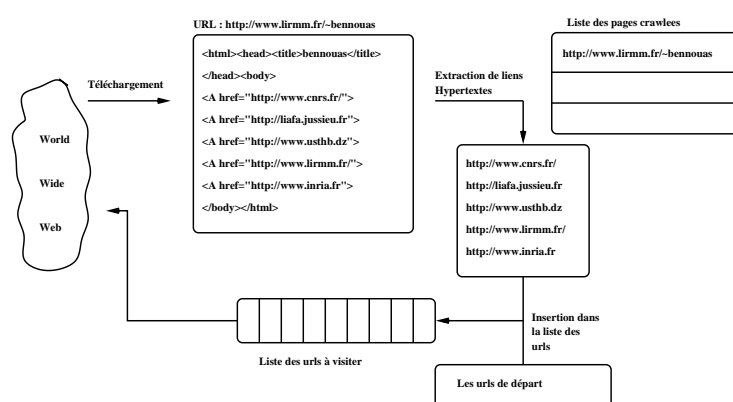 URL : http://www.lirmm.fr/~bennouas
Liste des pages crawlees
<html><head><title>bennouas</title>
</head><body>
<A href="http://www.cnrs.fr/">
<A href="http://liafa.jussieu.fr">
<A href="http://www.usthb.dz">
<A href="http://www.lirmm.fr/">
<A href="http://www.inria.fr">
</body></html>
http://www.lirmm.fr/~bennouas
Téléchargement
Extraction de liens
Hypertextes
World
Wide
Web
http://www.cnrs.fr/
http://liafa.jussieu.fr
http://www.usthb.dz
http://www.lirmm.fr/
http://www.inria.fr
Insertion dans
la liste des
urls
Liste des urls à visiter
Les urls de départ